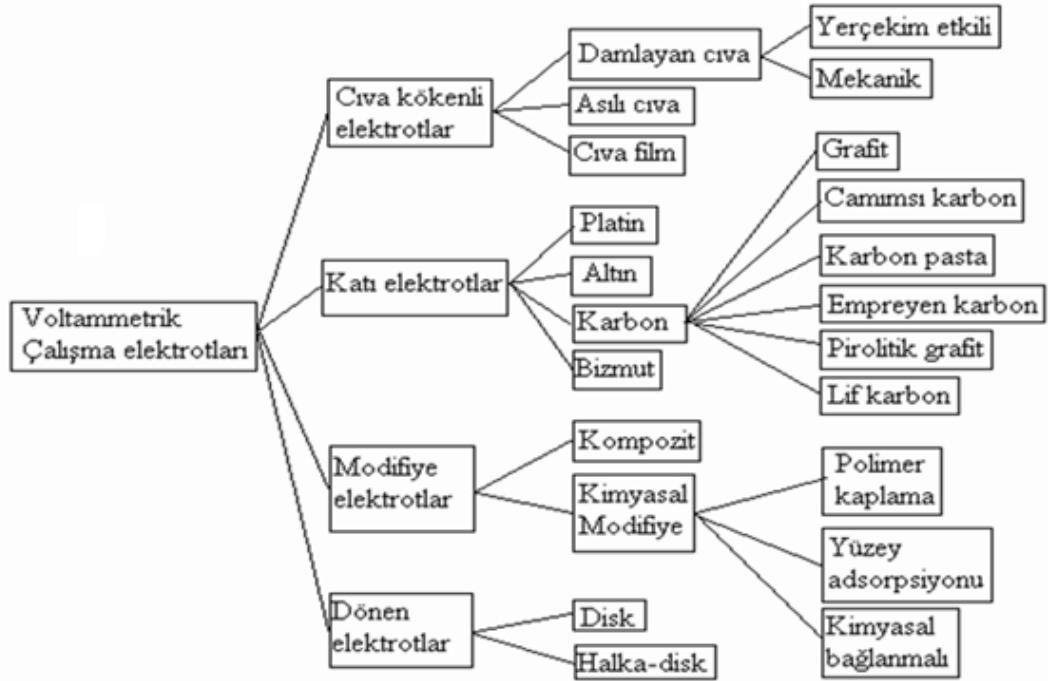 Voltammetrik
Çalışma elektrotları
Cıva kökenli
elektrotlar
Damlayan cıva
Yerçekim etkili
Mekanik
Asılı cıva
Cıva film
Katı elektrotlar
Platin
Altın
Karbon
Bizmut
Grafit
Camımsı karbon
Karbon pasta
Empreyen karbon
Pirolitik grafit
Lif karbon
Modifiye
elektrotlar
Kompozit
Kimyasal
Modifiye
Polimer
kaplama
Yüzey
adsorpsiyonu
Kimyasal
bağlanmalı
Dönen
elektrotlar
Disk
Halka-disk